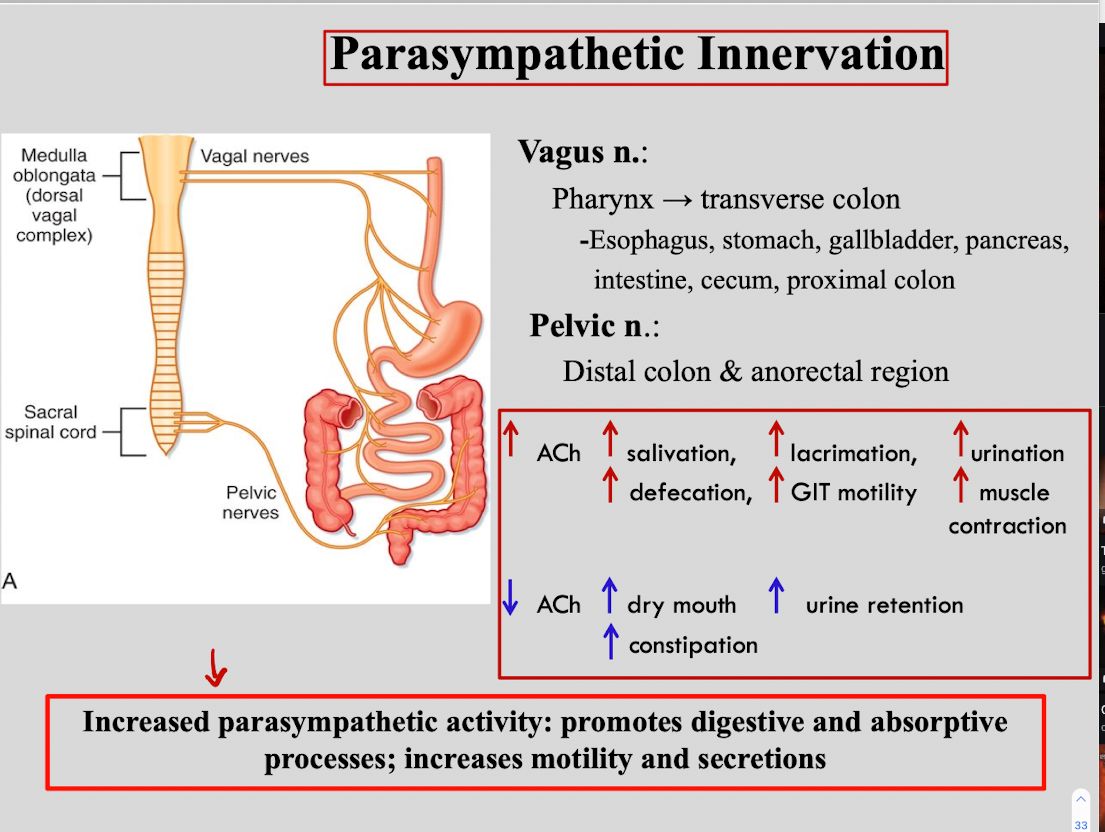 Parasympathetic Innervation
Medulla
oblongata
(dorsal
vagal
complex)
Vagal nerves
Sacral
spinal cord
Pelvic
nerves
A
Vagus n.:
Pharynx → transverse colon
-Esophagus, stomach, gallbladder, pancreas,
intestine, cecum, proximal colon
Pelvic n.:
Distal colon & anorectal region
↑ ACh ↑ salivation, ↑ lacrimation, ↑ urination
↑ defecation, ↑ GIT motility ↑ muscle
contraction
↓ ACh ↑ dry mouth ↑ urine retention
↑ constipation
Increased parasympathetic activity: promotes digestive and absorptive
processes; increases motility and secretions
33